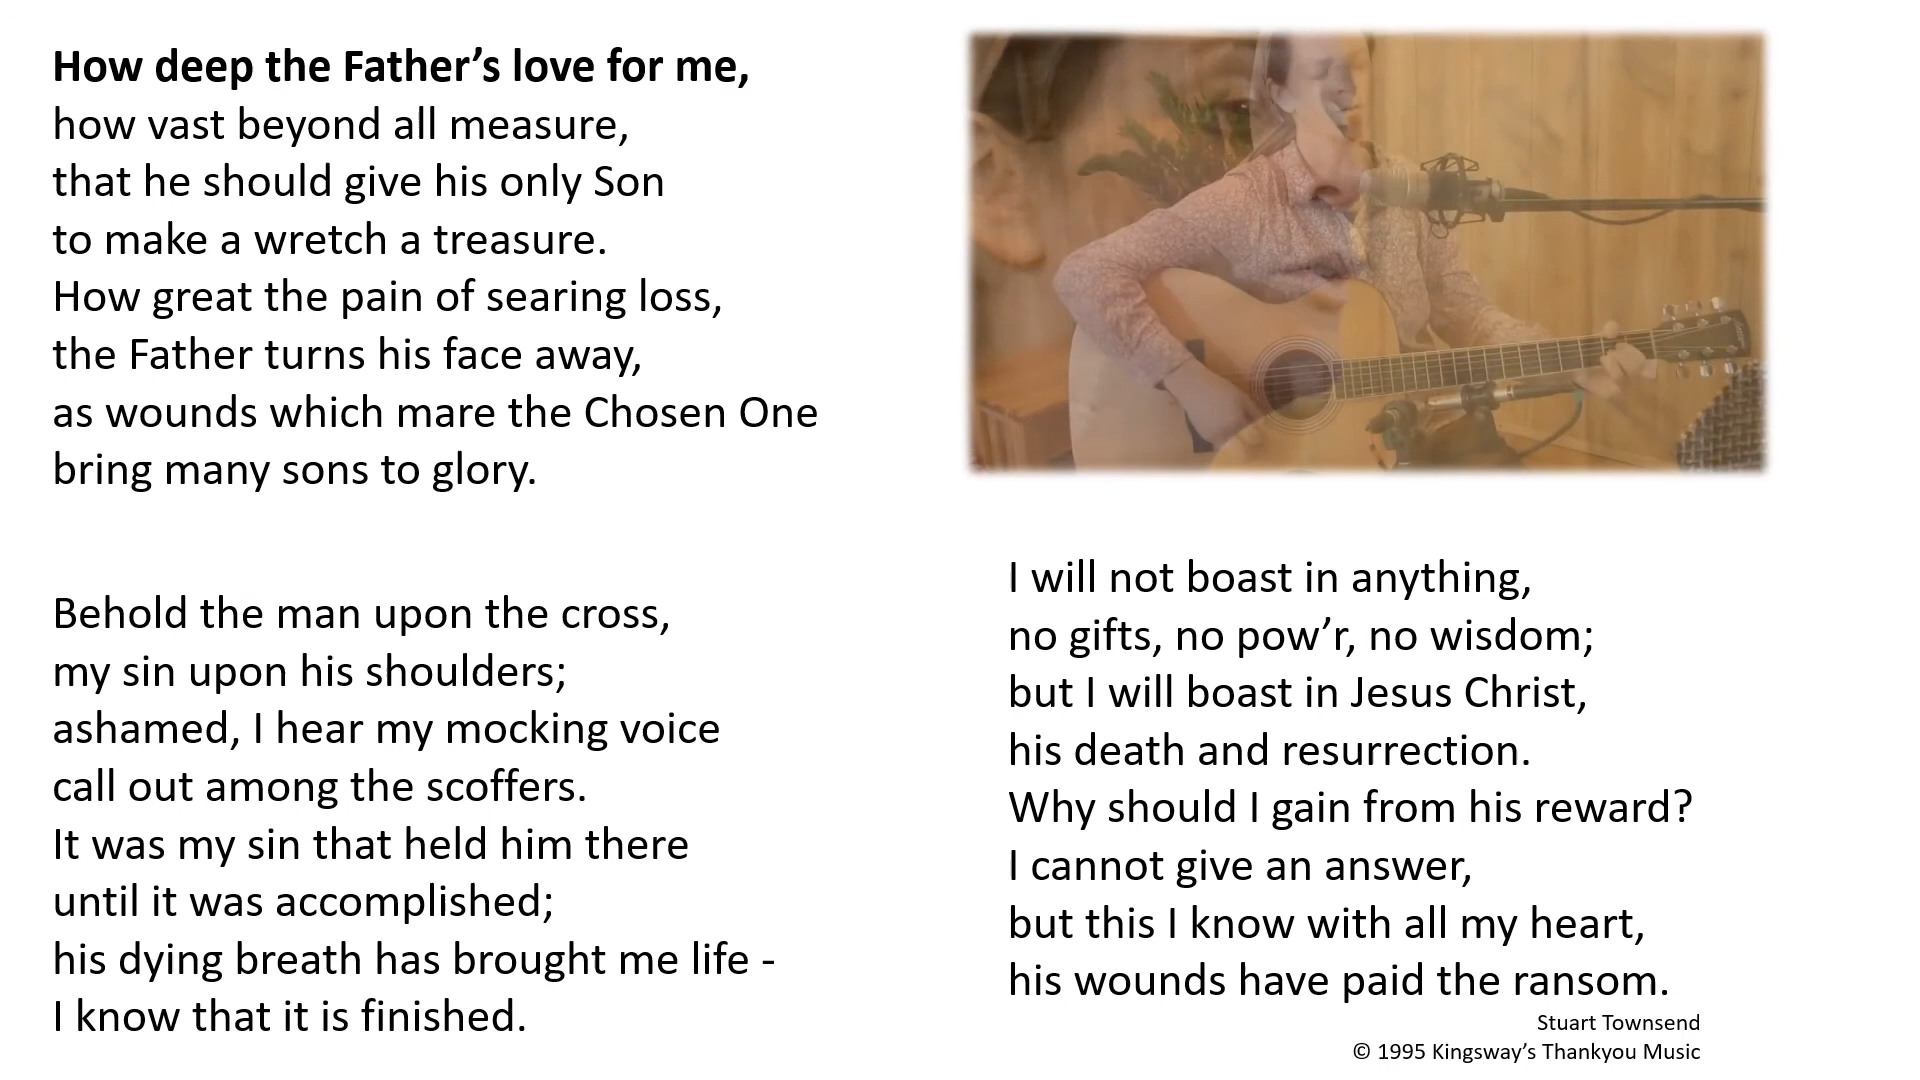 How deep the Father’s love for me,
how vast beyond all measure,
that he should give his only Son
to make a wretch a treasure.
How great the pain of searing loss,
the Father turns his face away,
as wounds which mare the Chosen One
bring many sons to glory.
Behold the man upon the cross,
my sin upon his shoulders;
ashamed, I hear my mocking voice
call out among the scoffers.
It was my sin that held him there
until it was accomplished;
his dying breath has brought me life -
I know that it is finished.
I will not boast in anything,
no gifts, no pow’r, no wisdom;
but I will boast in Jesus Christ,
his death and resurrection.
Why should I gain from his reward?
I cannot give an answer,
but this I know with all my heart,
his wounds have paid the ransom.
Stuart Townsend
© 1995 Kingsway’s Thankyou Music